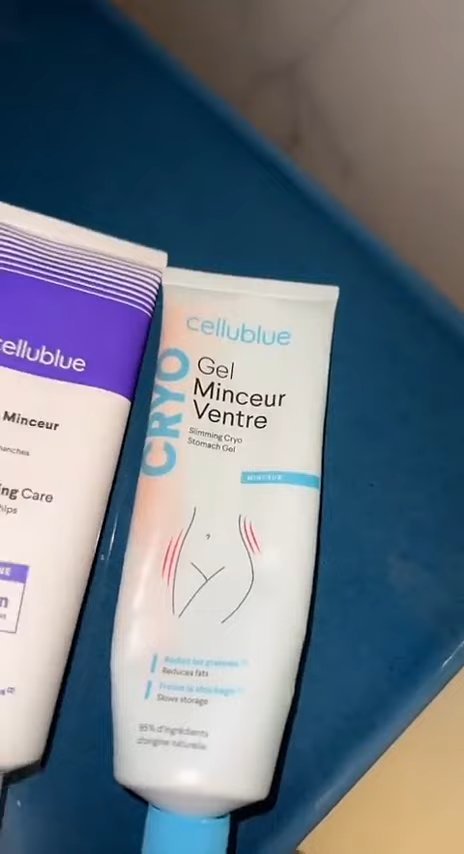 cellublue
Minceur
ing Care
cellublue
CRYO
Gel
Minceur
Ventre
Slimming Cryo
Stomach Gel
MINCEUR
Reduces fats
Slows storage
95% d'ingrédients
d'origine naturelle